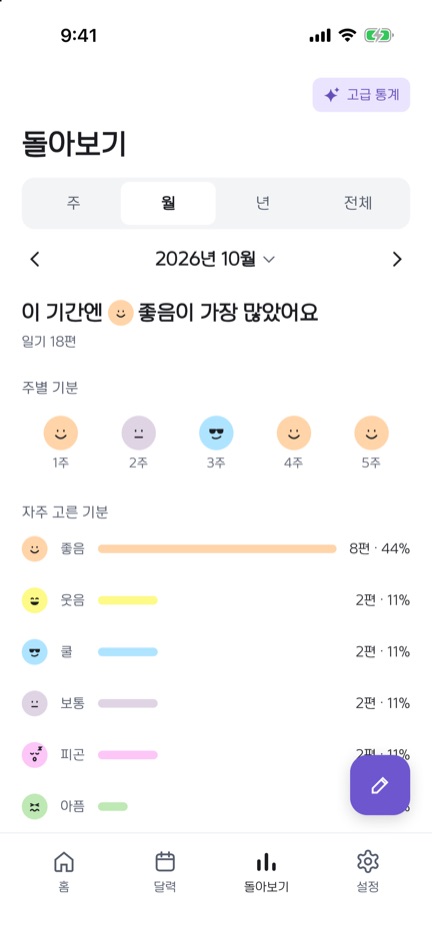 9:41
고급 통계
돌아보기
주 월 년 전체
2026년 10월
이 기간엔 좋음이 가장 많았어요
일기 18편
주별 기분
1주 2주 3주 4주 5주
자주 고른 기분
좋음 8편 · 44%
웃음 2편 · 11%
쿨 2편 · 11%
보통 2편 · 11%
피곤 2편 · 11%
아픔
홈 달력 돌아보기 설정